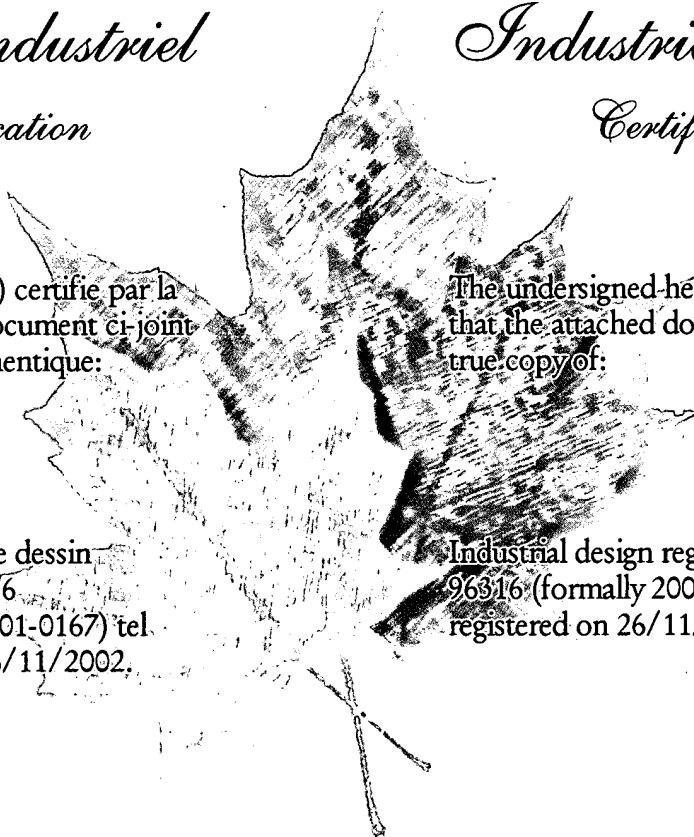 ndustriel
cation
) certifie par la
ocument ci-joint
nentique:
e dessin
6
01-0167) tel
/11/2002.
Industri
Certif
The undersigned he
that the attached do
true copy of:
Industrial design reg
96316 (formally 200
registered on 26/11